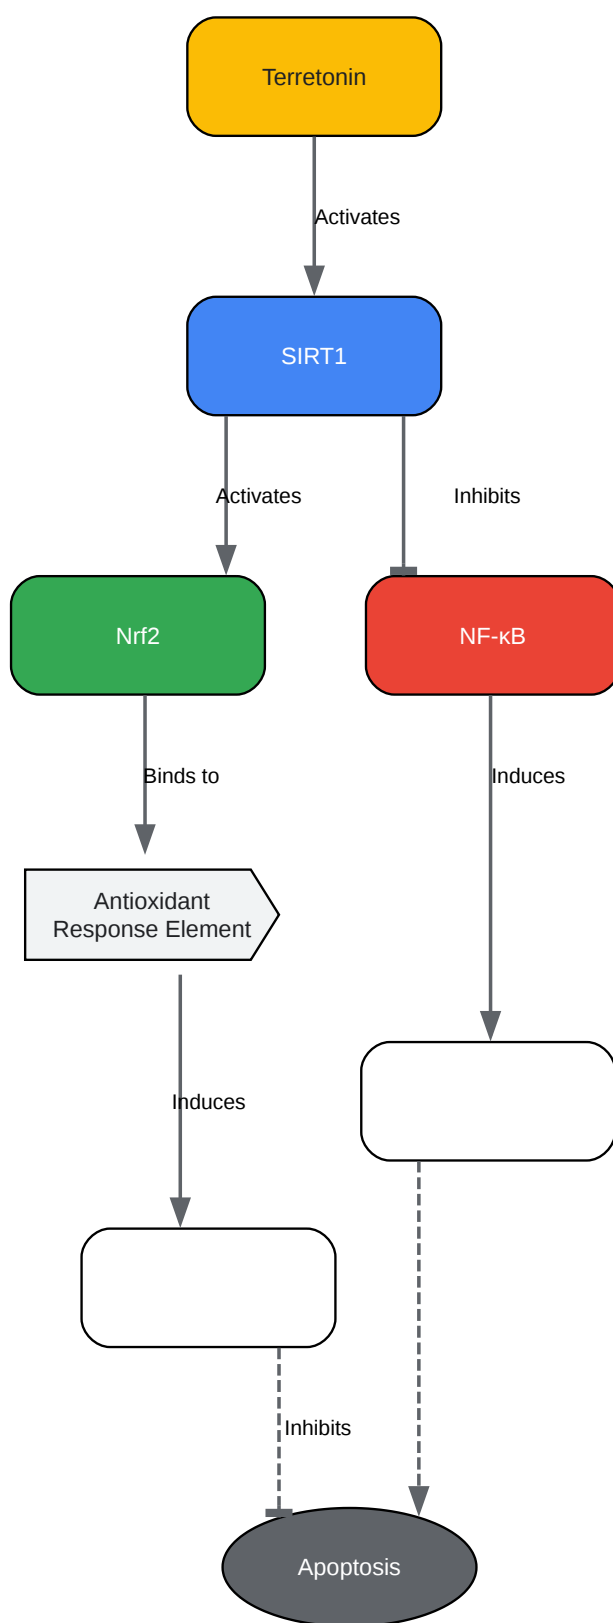 Terretonin
Activates
SIRT1
Activates
Inhibits
Nrf2
NF-κB
Binds to
Induces
Antioxidant
Response Element
Induces
Inhibits
Apoptosis